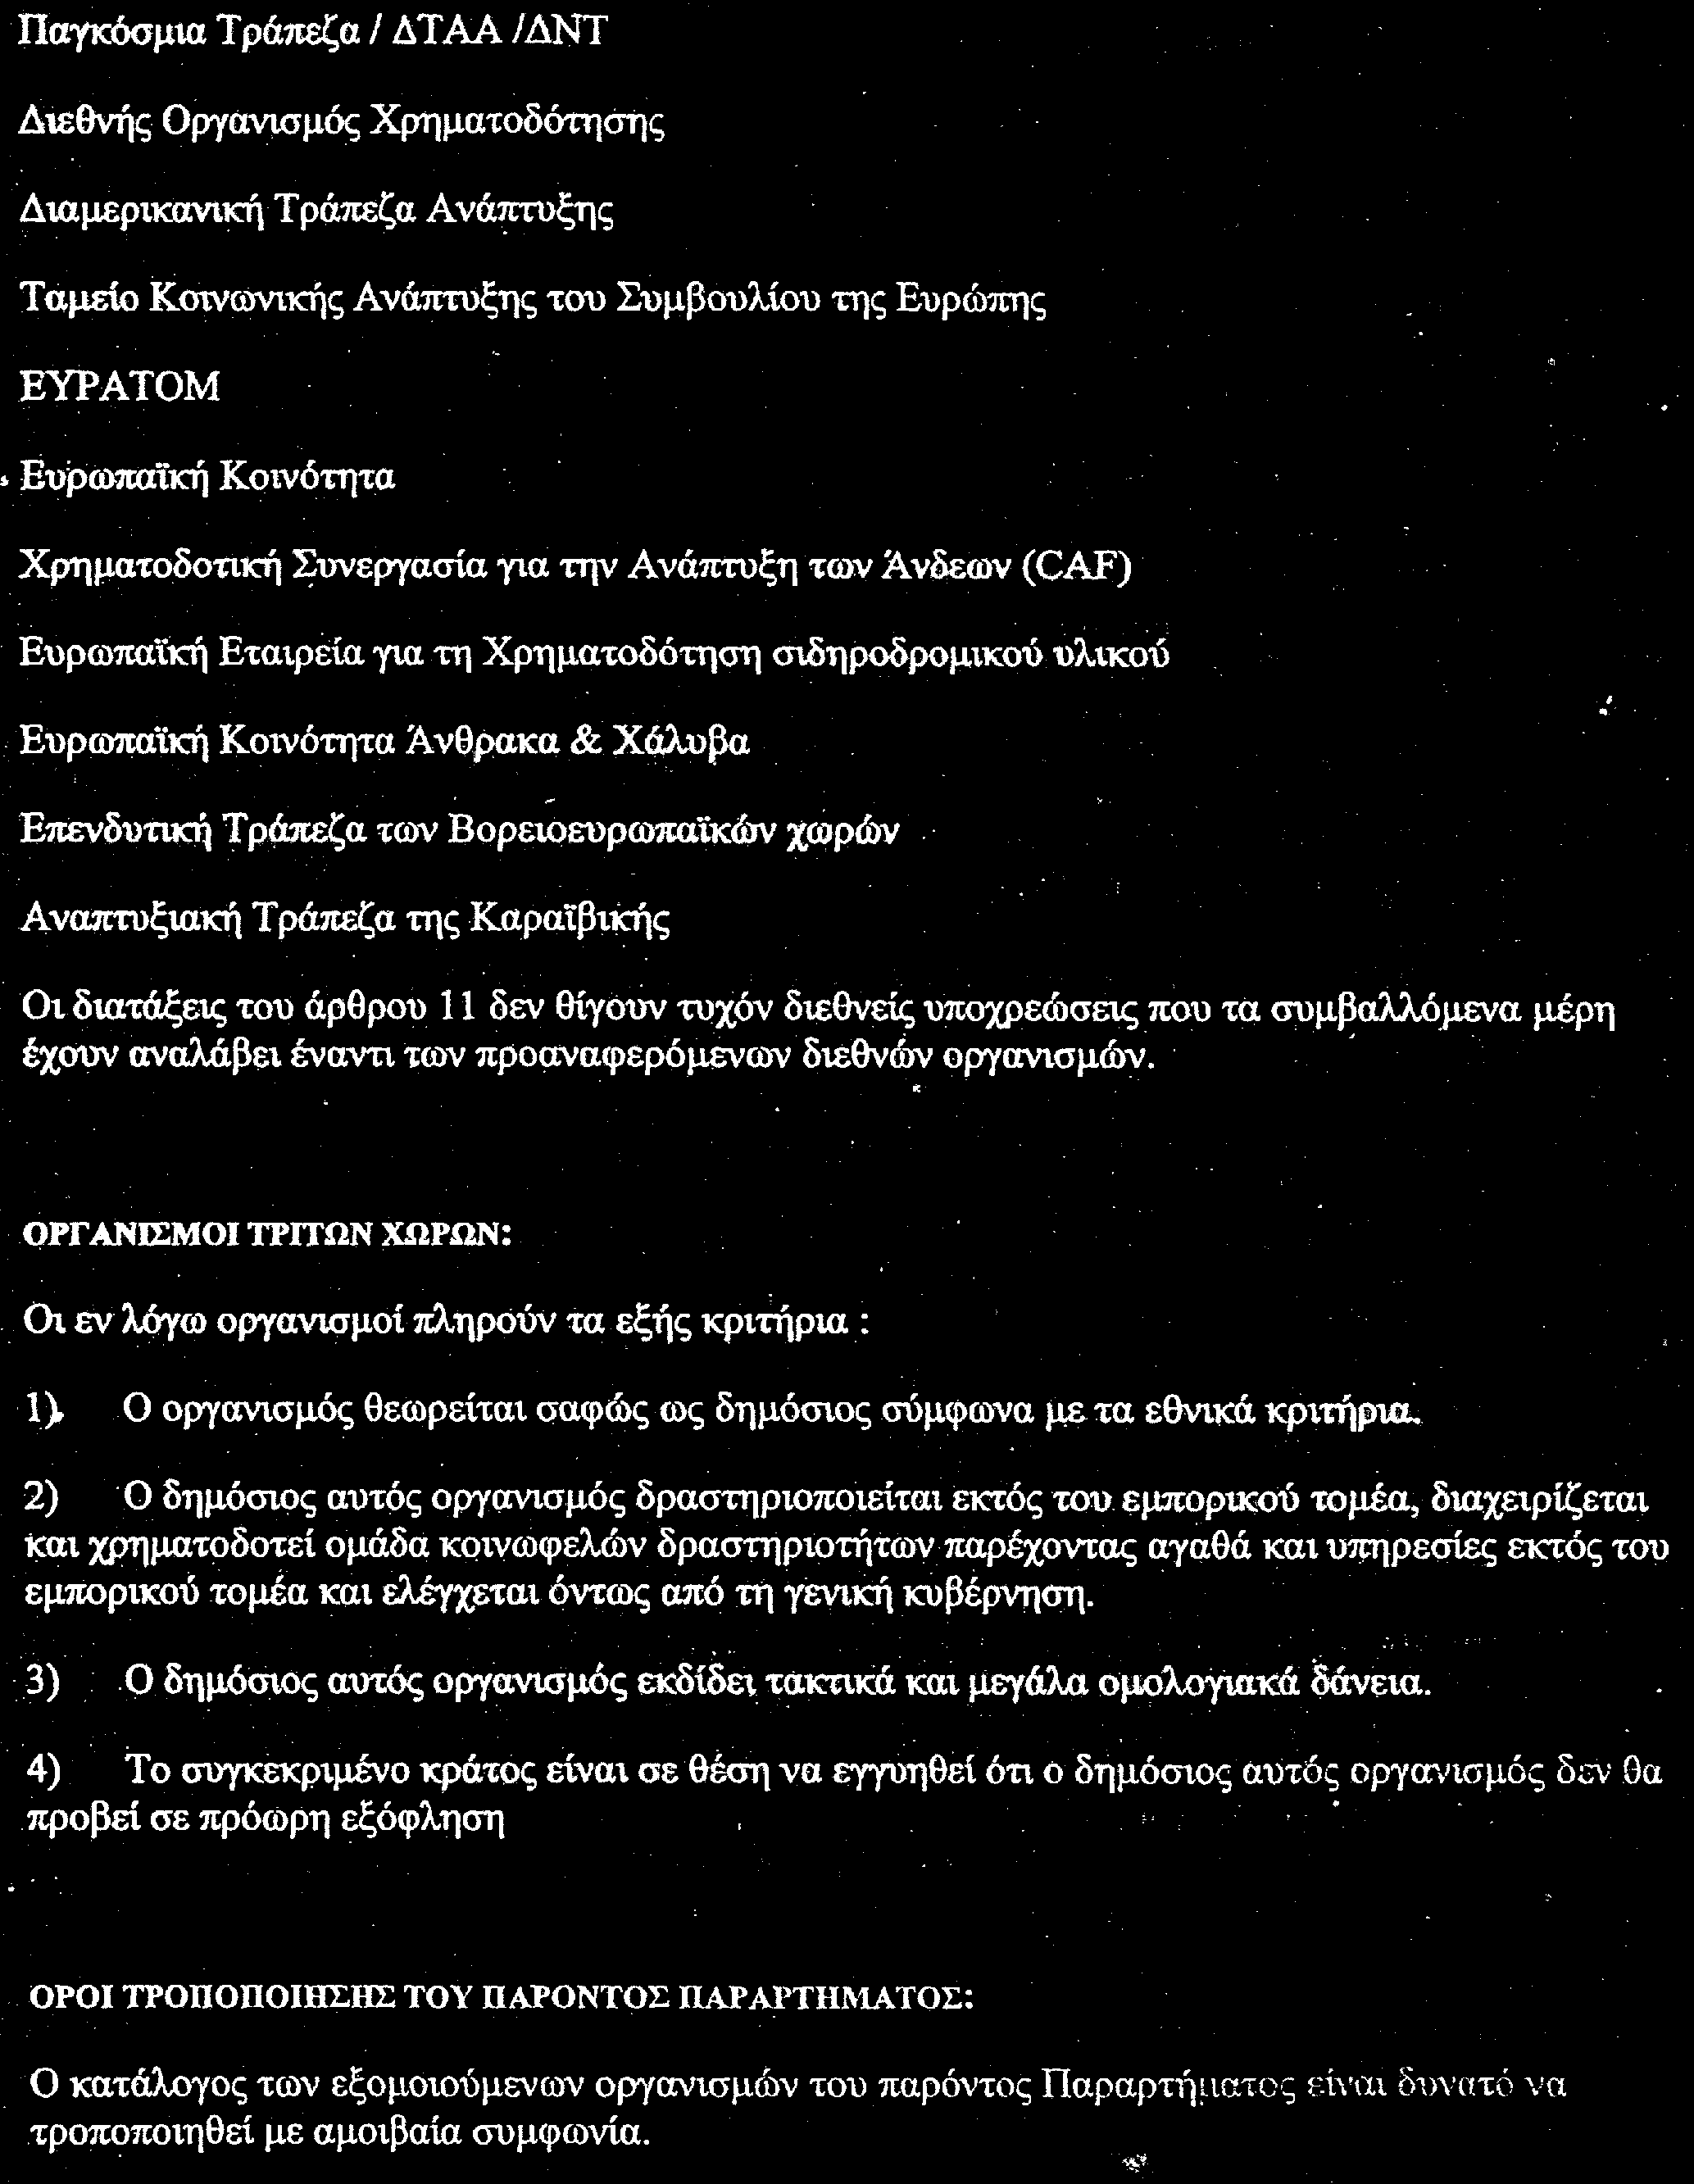 Παγκόσμια Τράπεζα / ΔΤΑΑ /ΔΝΤ
Διεθνής Οργανισμός Χρηματοδότησης
Διαμερικανική Τράπεζα Ανάπτυξης
Ταμείο Κοινωνικής Ανάπτυξης του Συμβουλίου της Ευρώπης
ΕΥΡΑΤΟΜ
Ευρωπαϊκή Κοινότητα
Χρηματοδοτική Συνεργασία για την Ανάπτυξη των Άνδεων (CAF)
Ευρωπαϊκή Εταιρεία για τη Χρηματοδότηση σιδηροδρομικού υλικού
Ευρωπαϊκή Κοινότητα Άνθρακα & Χάλυβα
Επενδυτική Τράπεζα των Βορειοευρωπαϊκών χωρών
Αναπτυξιακή Τράπεζα της Καραϊβικής
Οι διατάξεις του άρθρου 11 δεν θίγουν τυχόν διεθνείς υποχρεώσεις που τα συμβαλλόμενα μέρη
έχουν αναλάβει έναντι των προαναφερόμενων διεθνών οργανισμών.
ΟΡΓΑΝΙΣΜΟΙ ΤΡΙΤΩΝ ΧΩΡΩΝ:
Οι εν λόγω οργανισμοί πληρούν τα εξής κριτήρια :
1) Ο οργανισμός θεωρείται σαφώς ως δημόσιος σύμφωνα με τα εθνικά κριτήρια.
2) Ο δημόσιος αυτός οργανισμός δραστηριοποιείται εκτός του εμπορικού τομέα, διαχειρίζεται
και χρηματοδοτεί ομάδα κοινωφελών δραστηριοτήτων παρέχοντας αγαθά και υπηρεσίες εκτός του
εμπορικού τομέα και ελέγχεται όντως από τη γενική κυβέρνηση.
3) Ο δημόσιος αυτός οργανισμός εκδίδει τακτικά και μεγάλα ομολογιακά δάνεια.
4) Το συγκεκριμένο κράτος είναι σε θέση να εγγυηθεί ότι ο δημόσιος αυτός οργανισμός δεν θα
προβεί σε πρόωρη εξόφληση
ΟΡΟΙ ΤΡΟΠΟΠΟΙΗΣΗΣ ΤΟΥ ΠΑΡΟΝΤΟΣ ΠΑΡΑΡΤΗΜΑΤΟΣ:
Ο κατάλογος των εξομοιούμενων οργανισμών του παρόντος Παραρτήματος είναι δυνατό να
τροποποιηθεί με αμοιβαία συμφωνία.